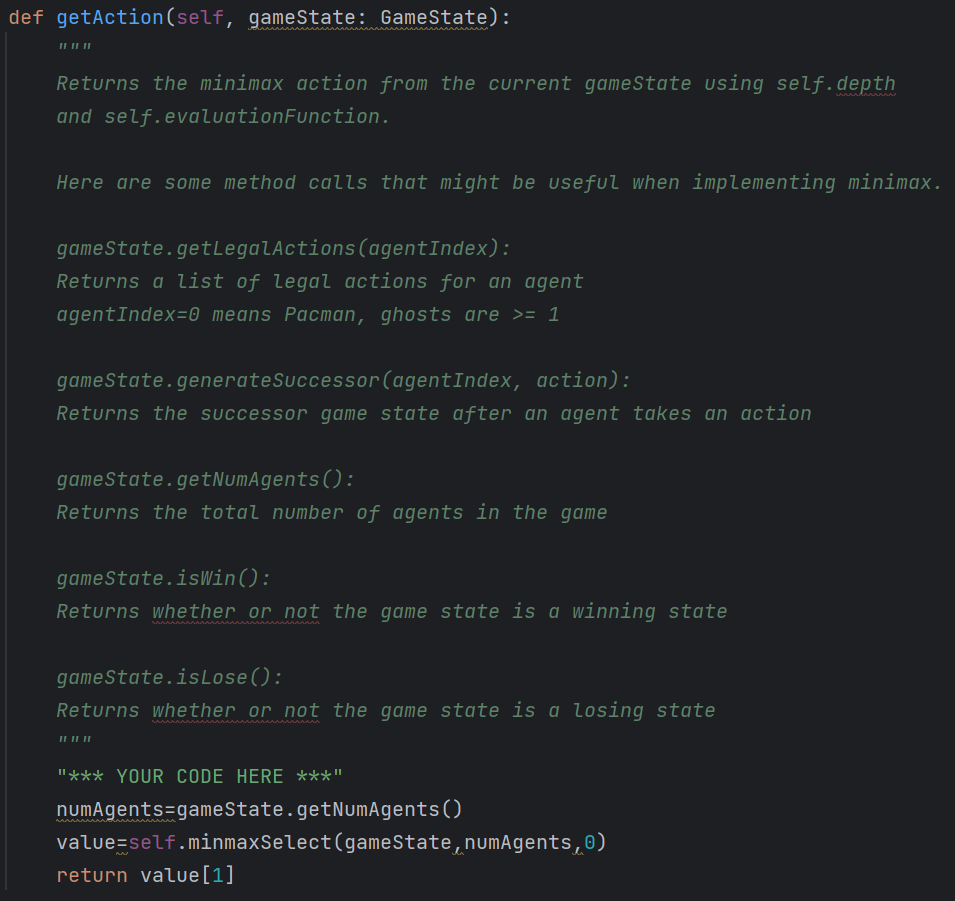 def getAction(self, gameState: GameState):
    """
    Returns the minimax action from the current gameState using self.depth
    and self.evaluationFunction.

    Here are some method calls that might be useful when implementing minimax.

    gameState.getLegalActions(agentIndex):
    Returns a list of legal actions for an agent
    agentIndex=0 means Pacman, ghosts are >= 1

    gameState.generateSuccessor(agentIndex, action):
    Returns the successor game state after an agent takes an action

    gameState.getNumAgents():
    Returns the total number of agents in the game

    gameState.isWin():
    Returns whether or not the game state is a winning state

    gameState.isLose():
    Returns whether or not the game state is a losing state
    """
    "*** YOUR CODE HERE ***"
    numAgents=gameState.getNumAgents()
    value=self.minmaxSelect(gameState,numAgents,0)
    return value[1]